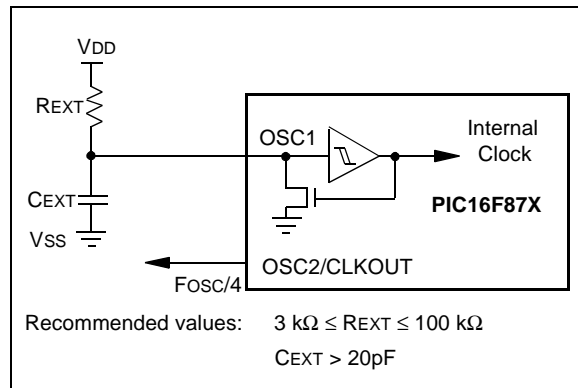 VDD
REXT
OSC1
Internal
Clock
CEXT
PIC16F87X
VSS
OSC2/CLKOUT
FOSC/4
Recommended values: 3 kΩ ≤ REXT ≤ 100 kΩ
CEXT > 20pF